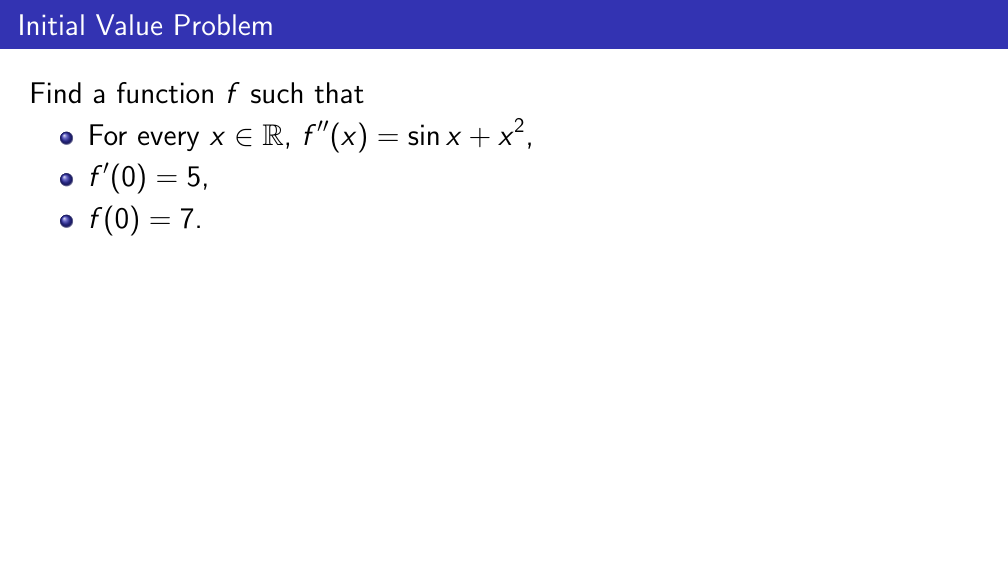 Initial Value Problem
Find a function f such that
For every x ∈ ℝ, f″(x) = sin x + x²,
f′(0) = 5,
f(0) = 7.